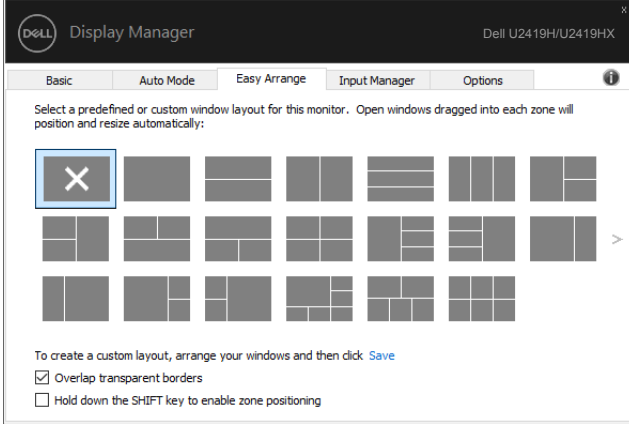 x
DELL Display Manager Dell U2419H/U2419HX
Basic Auto Mode Easy Arrange Input Manager Options
Select a predefined or custom window layout for this monitor. Open windows dragged into each zone will
position and resize automatically:
To create a custom layout, arrange your windows and then click Save
Overlap transparent borders
Hold down the SHIFT key to enable zone positioning